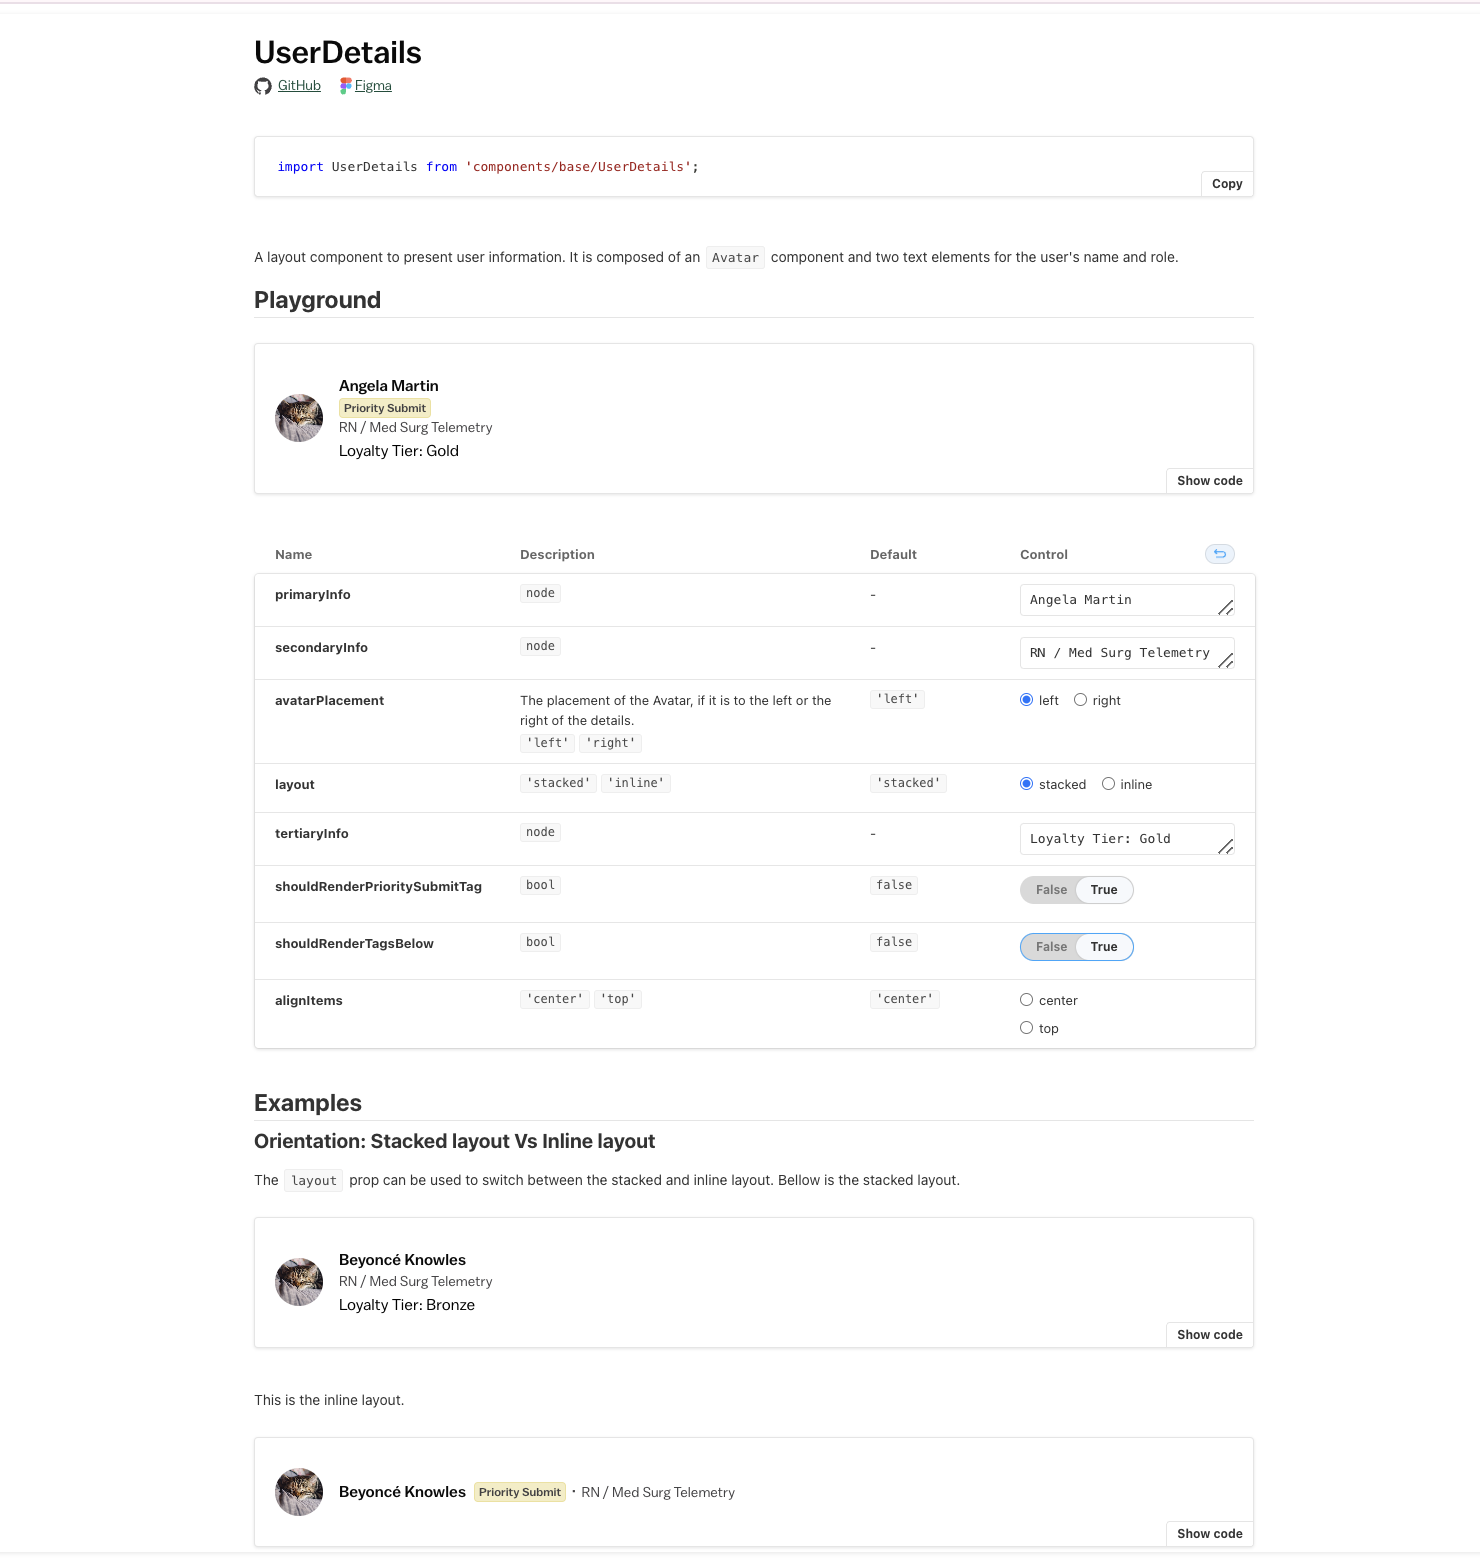 UserDetails
GitHub Figma
import UserDetails from 'components/base/UserDetails';
Copy
A layout component to present user information. It is composed of an Avatar component and two text elements for the user's name and role.
Playground
Angela Martin
Priority Submit
RN / Med Surg Telemetry
Loyalty Tier: Gold
Show code
Name Description Default Control
primaryInfo node - Angela Martin
secondaryInfo node - RN / Med Surg Telemetry
avatarPlacement The placement of the Avatar, if it is to the left or the 'left' left right
right of the details.
'left' 'right'
layout 'stacked' 'inline' 'stacked' stacked inline
tertiaryInfo node - Loyalty Tier: Gold
shouldRenderPrioritySubmitTag bool false False True
shouldRenderTagsBelow bool false False True
alignItems 'center' 'top' 'center' center
top
Examples
Orientation: Stacked layout Vs Inline layout
The layout prop can be used to switch between the stacked and inline layout. Bellow is the stacked layout.
Beyoncé Knowles
RN / Med Surg Telemetry
Loyalty Tier: Bronze
Show code
This is the inline layout.
Beyoncé Knowles Priority Submit · RN / Med Surg Telemetry
Show code